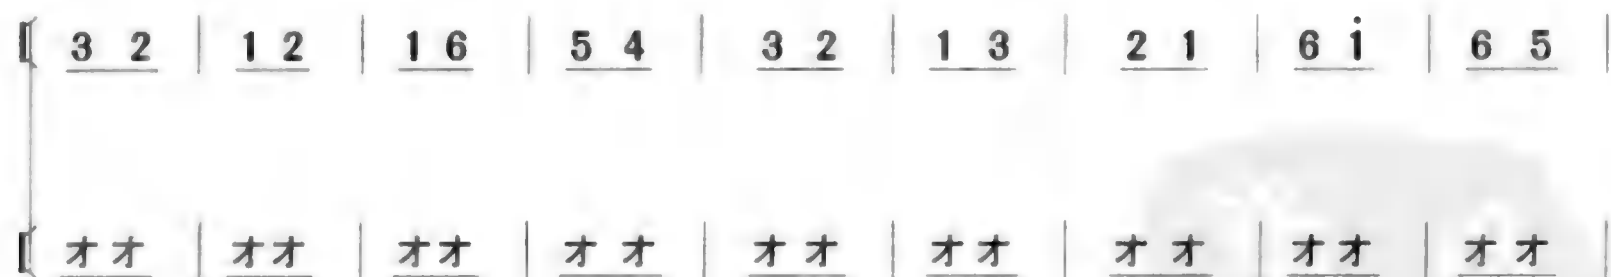 3 2 | 1 2 | 1 6 | 5 4 | 3 2 | 1 3 | 2 1 | 6 i | 6 5 |
オオ | オオ | オオ | オオ | オオ | オオ | オオ | オオ | オオ